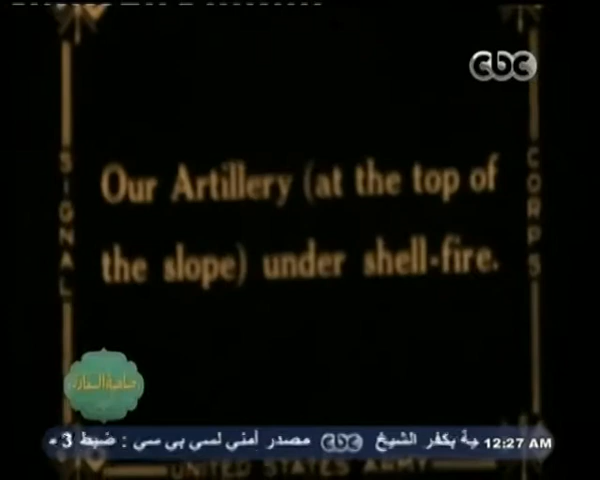 cbc
Our Artillery (at the top of
the slope) under shell-fire.
SIGNAL
CORPS
ية بكفر الشيخ cbc مصدر أمني لسي بي سي : ضبط 3 م
12:27 AM
UNITED STATES ARMY